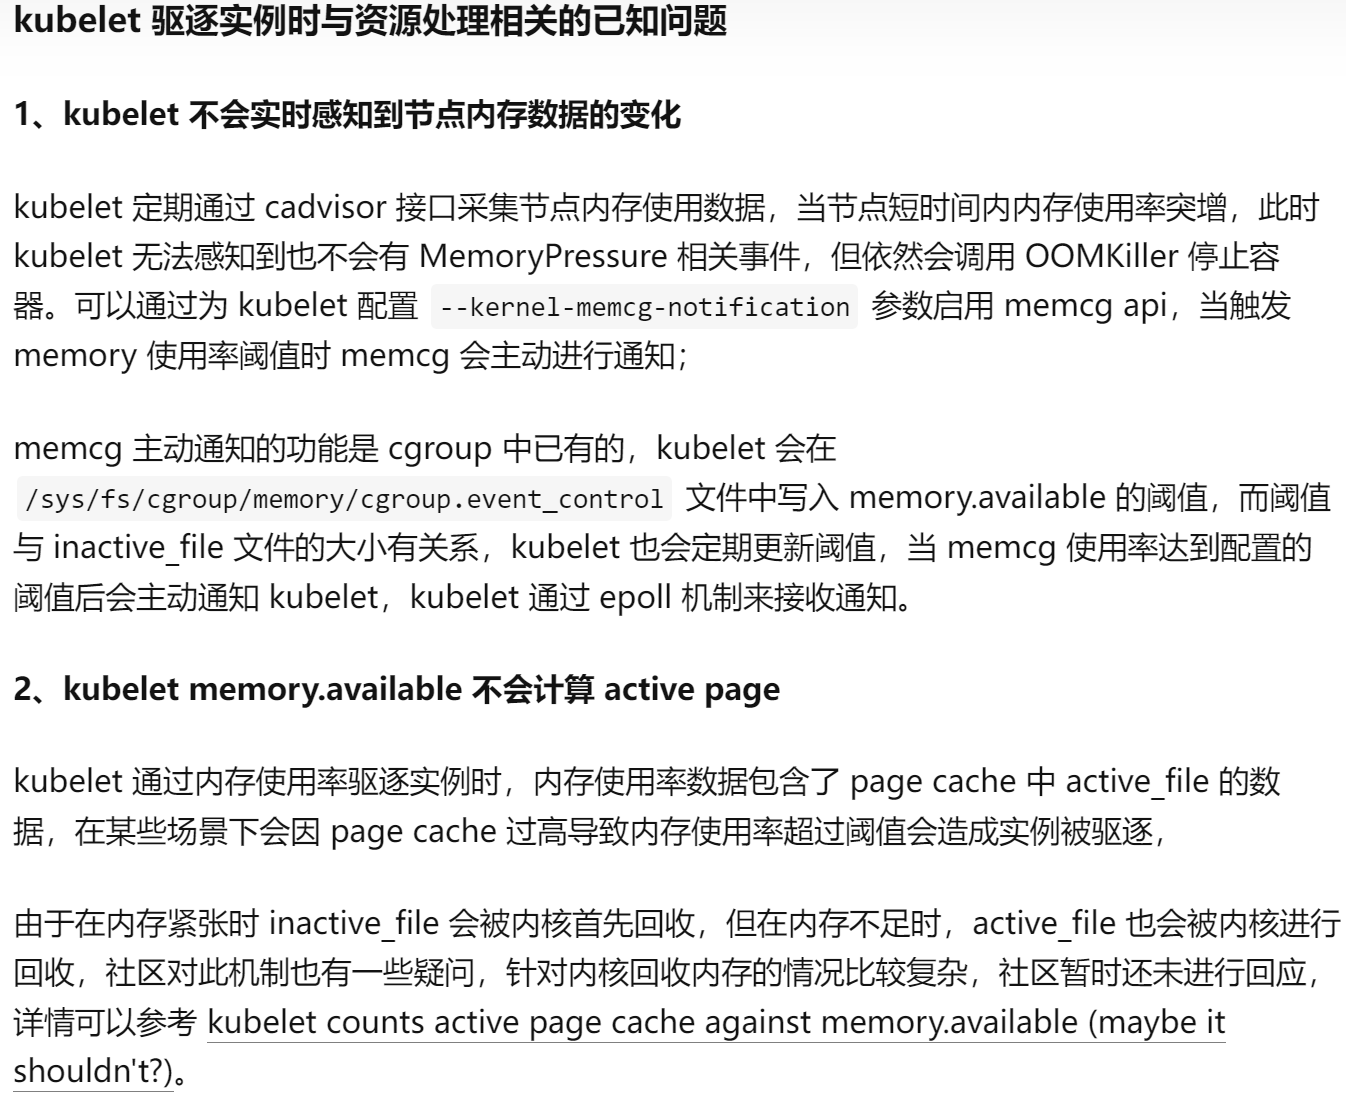 kubelet 驱逐实例时与资源处理相关的已知问题
1、kubelet 不会实时感知到节点内存数据的变化
kubelet 定期通过 cadvisor 接口采集节点内存使用数据，当节点短时间内内存使用率突增，此时
kubelet 无法感知到也不会有 MemoryPressure 相关事件，但依然会调用 OOMKiller 停止容
器。可以通过为 kubelet 配置 --kernel-memcg-notification 参数启用 memcg api，当触发
memory 使用率阈值时 memcg 会主动进行通知；
memcg 主动通知的功能是 cgroup 中已有的，kubelet 会在
/sys/fs/cgroup/memory/cgroup.event_control 文件中写入 memory.available 的阈值，而阈值
与 inactive_file 文件的大小有关系，kubelet 也会定期更新阈值，当 memcg 使用率达到配置的
阈值后会主动通知 kubelet，kubelet 通过 epoll 机制来接收通知。
2、kubelet memory.available 不会计算 active page
kubelet 通过内存使用率驱逐实例时，内存使用率数据包含了 page cache 中 active_file 的数
据，在某些场景下会因 page cache 过高导致内存使用率超过阈值会造成实例被驱逐，
由于在内存紧张时 inactive_file 会被内核首先回收，但在内存不足时，active_file 也会被内核进行
回收，社区对此机制也有一些疑问，针对内核回收内存的情况比较复杂，社区暂时还未进行回应，
详情可以参考 kubelet counts active page cache against memory.available (maybe it
shouldn't?)。